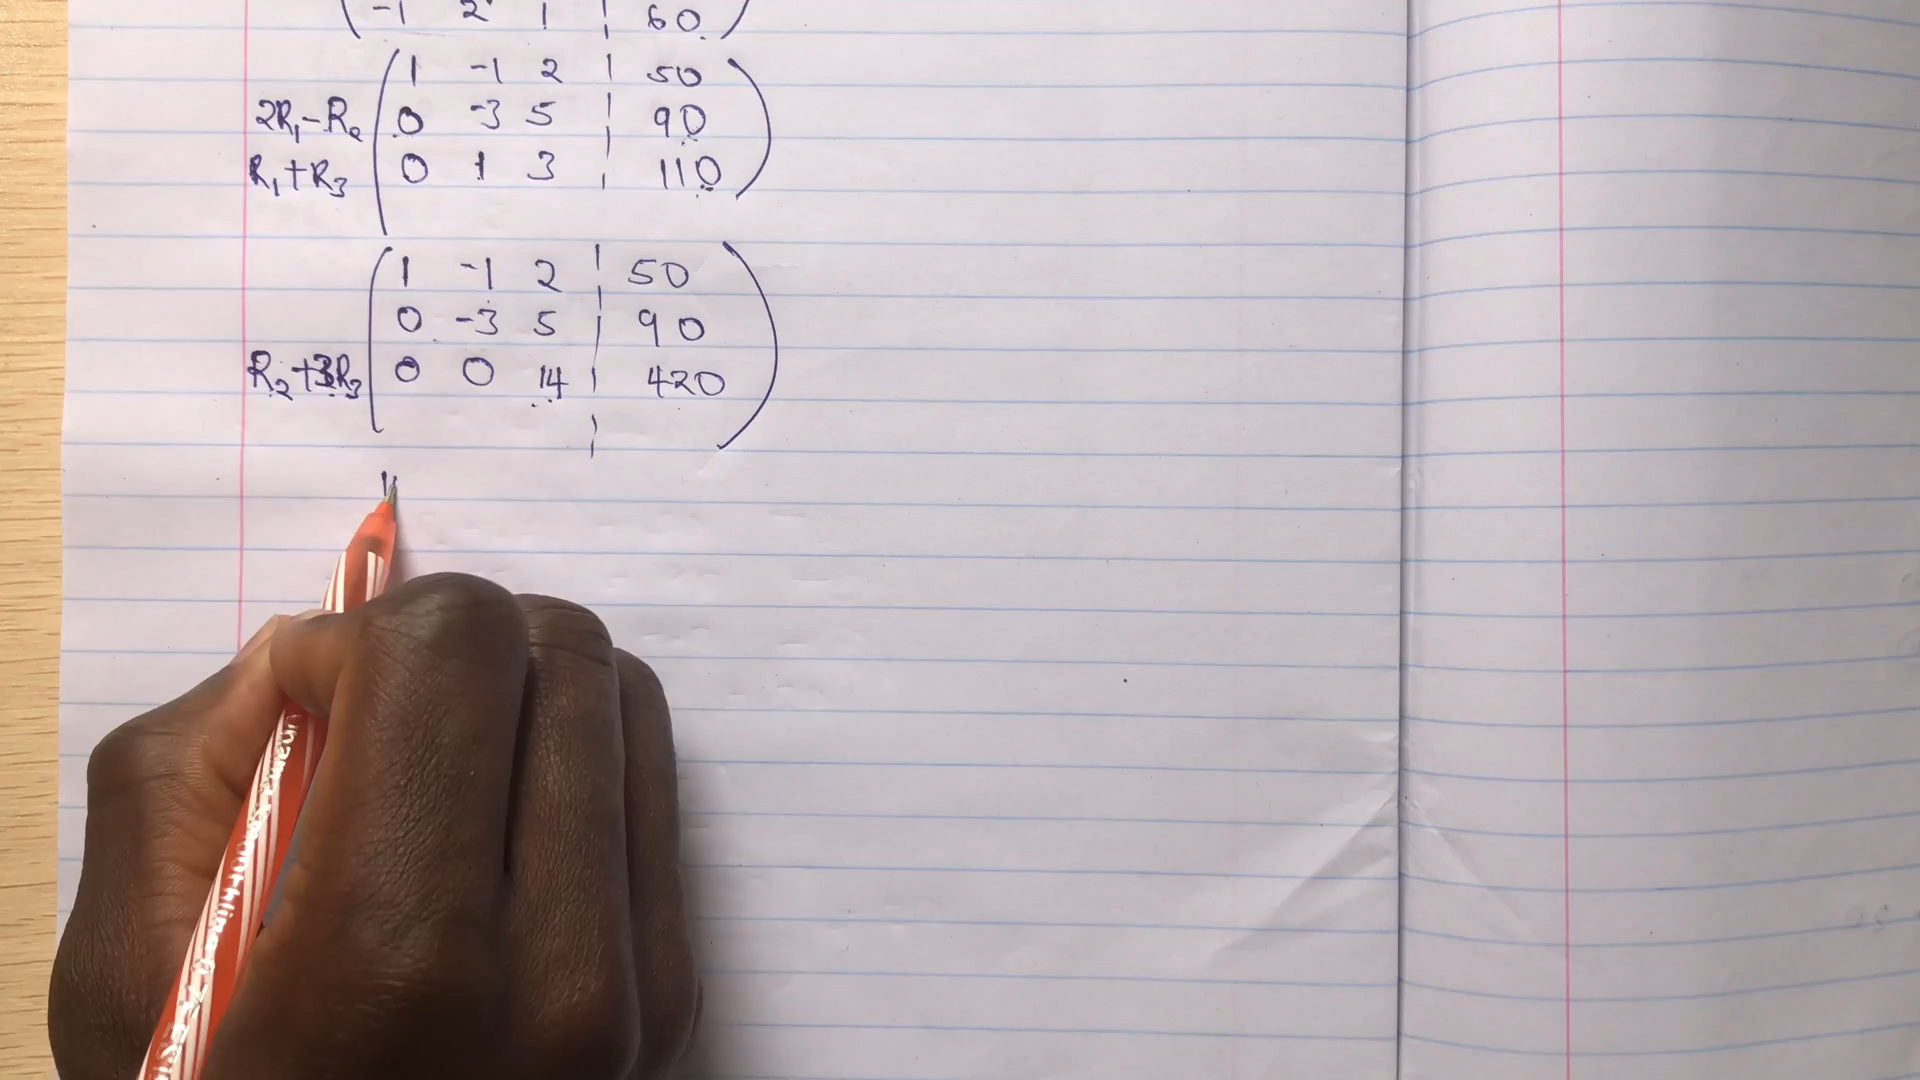 -1 2 1 | 60
1 -1 2 | 50
2R₁-R₂ 0 -3 5 | 90
R₁+R₃ 0 1 3 | 110
1 -1 2 | 50
0 -3 5 | 90
R₂+3R₃ 0 0 14 | 420